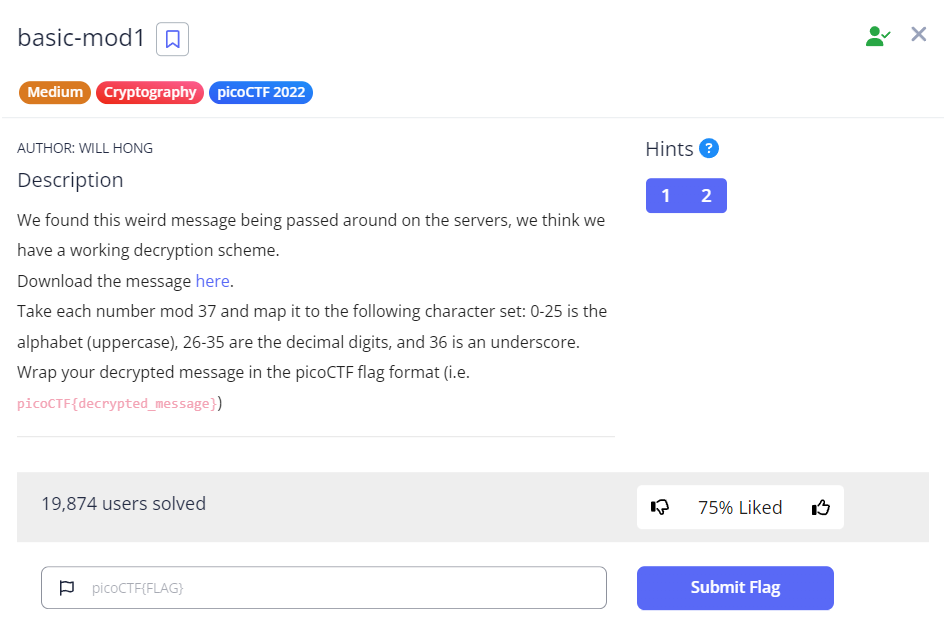 basic-mod1
Medium Cryptography picoCTF 2022
AUTHOR: WILL HONG
Description
We found this weird message being passed around on the servers, we think we
have a working decryption scheme.
Download the message here.
Take each number mod 37 and map it to the following character set: 0-25 is the
alphabet (uppercase), 26-35 are the decimal digits, and 36 is an underscore.
Wrap your decrypted message in the picoCTF flag format (i.e.
picoCTF{decrypted_message})
Hints ?
1 2
19,874 users solved
75% Liked
picoCTF{FLAG}
Submit Flag